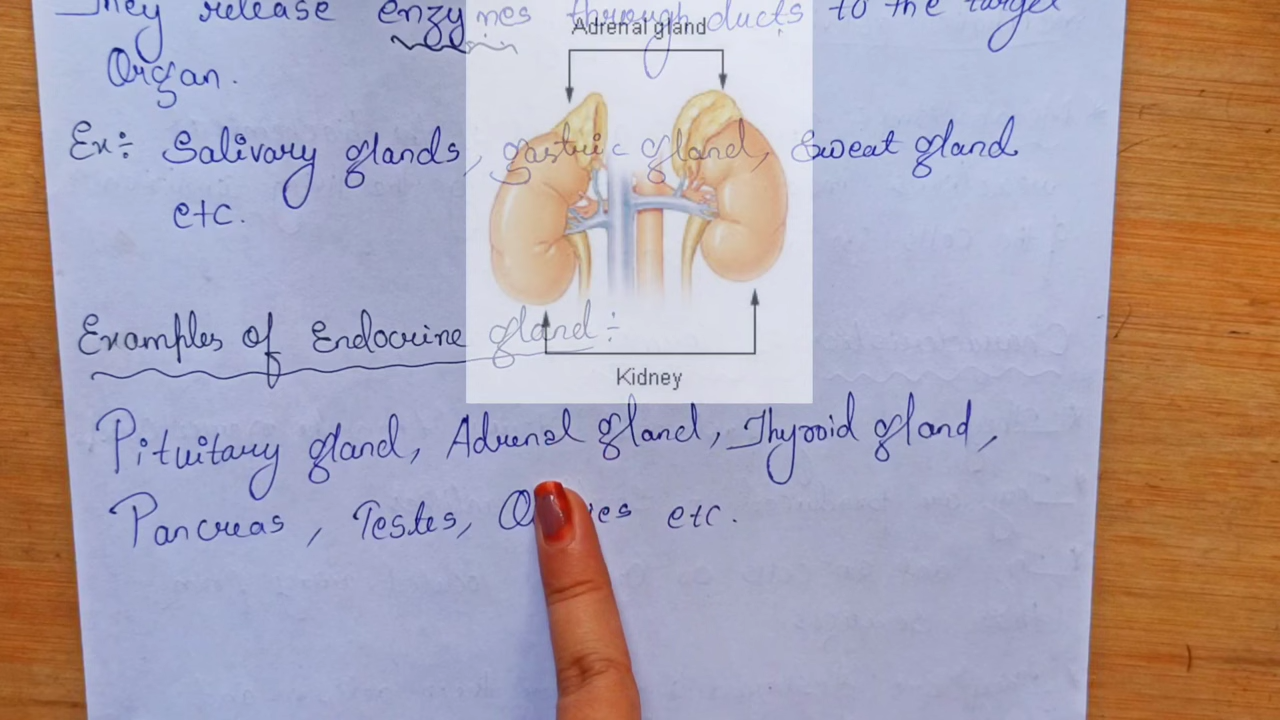 They release enzymes through ducts to the target
Organ.
Adrenal gland
Ex:- Salivary glands, gastric gland, Sweat gland
etc.
Examples of Endocrine gland:-
Kidney
Pituitary gland, Adrenal gland, Thyroid gland,
Pancreas, Testes, etc.